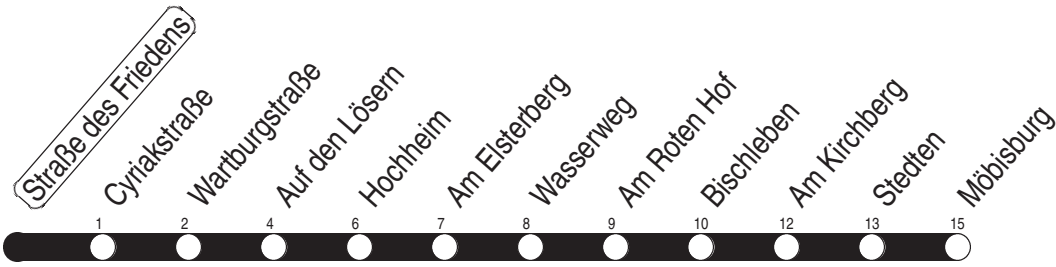 Straße des Friedens
Cyriakstraße
Wartburgstraße
Auf den Lösern
Hochheim
Am Elsterberg
Wasserweg
Am Roten Hof
Bischleben
Am Kirchberg
Stedten
Möbisburg
1 2 4 6 7 8 9 10 12 13 15